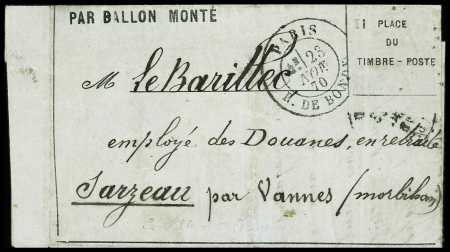 PAR BALLON MONTÉ
PLACE
DU
TIMBRE-POSTE
PARIS
23
NOV
70
R. DE BONDY
M Le Barillec
employé des Douanes, en retraite
Sarzeau par Vannes (morbihan)